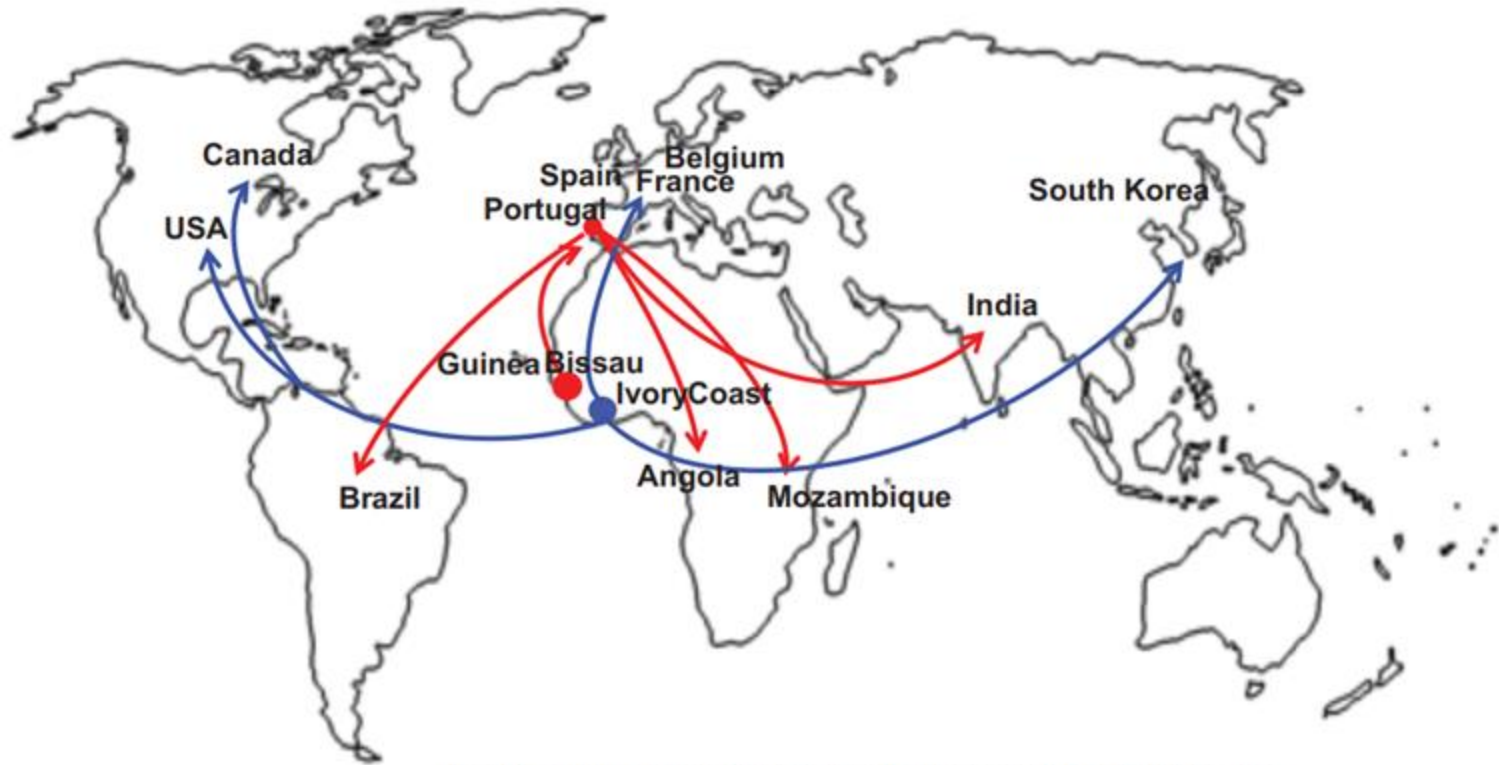 Canada
Belgium
Spain France
South Korea
Portugal
USA
India
Guinea Bissau
IvoryCoast
Angola
Brazil
Mozambique